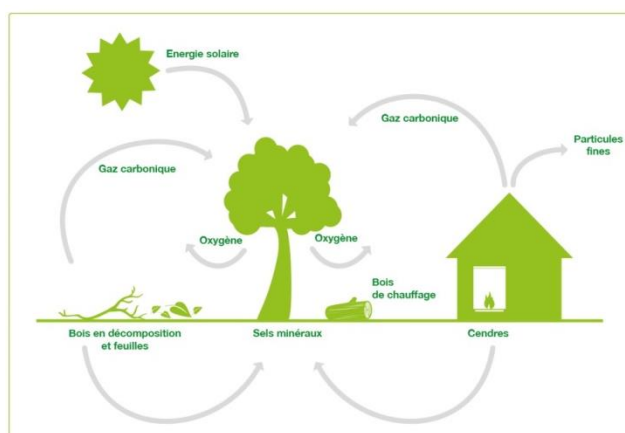 Energie solaire
Gaz carbonique
Particules
fines
Gaz carbonique
Oxygène
Oxygène
Bois
de chauffage
Bois en décomposition
et feuilles
Sels minéraux
Cendres